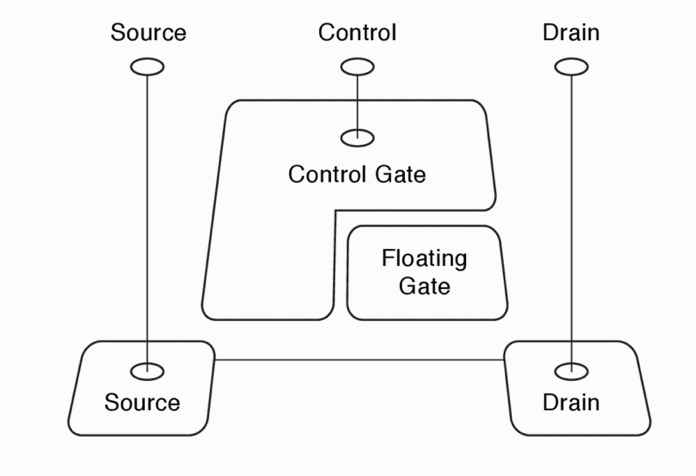 Source
Control
Drain
Control Gate
Floating
Gate
Source
Drain